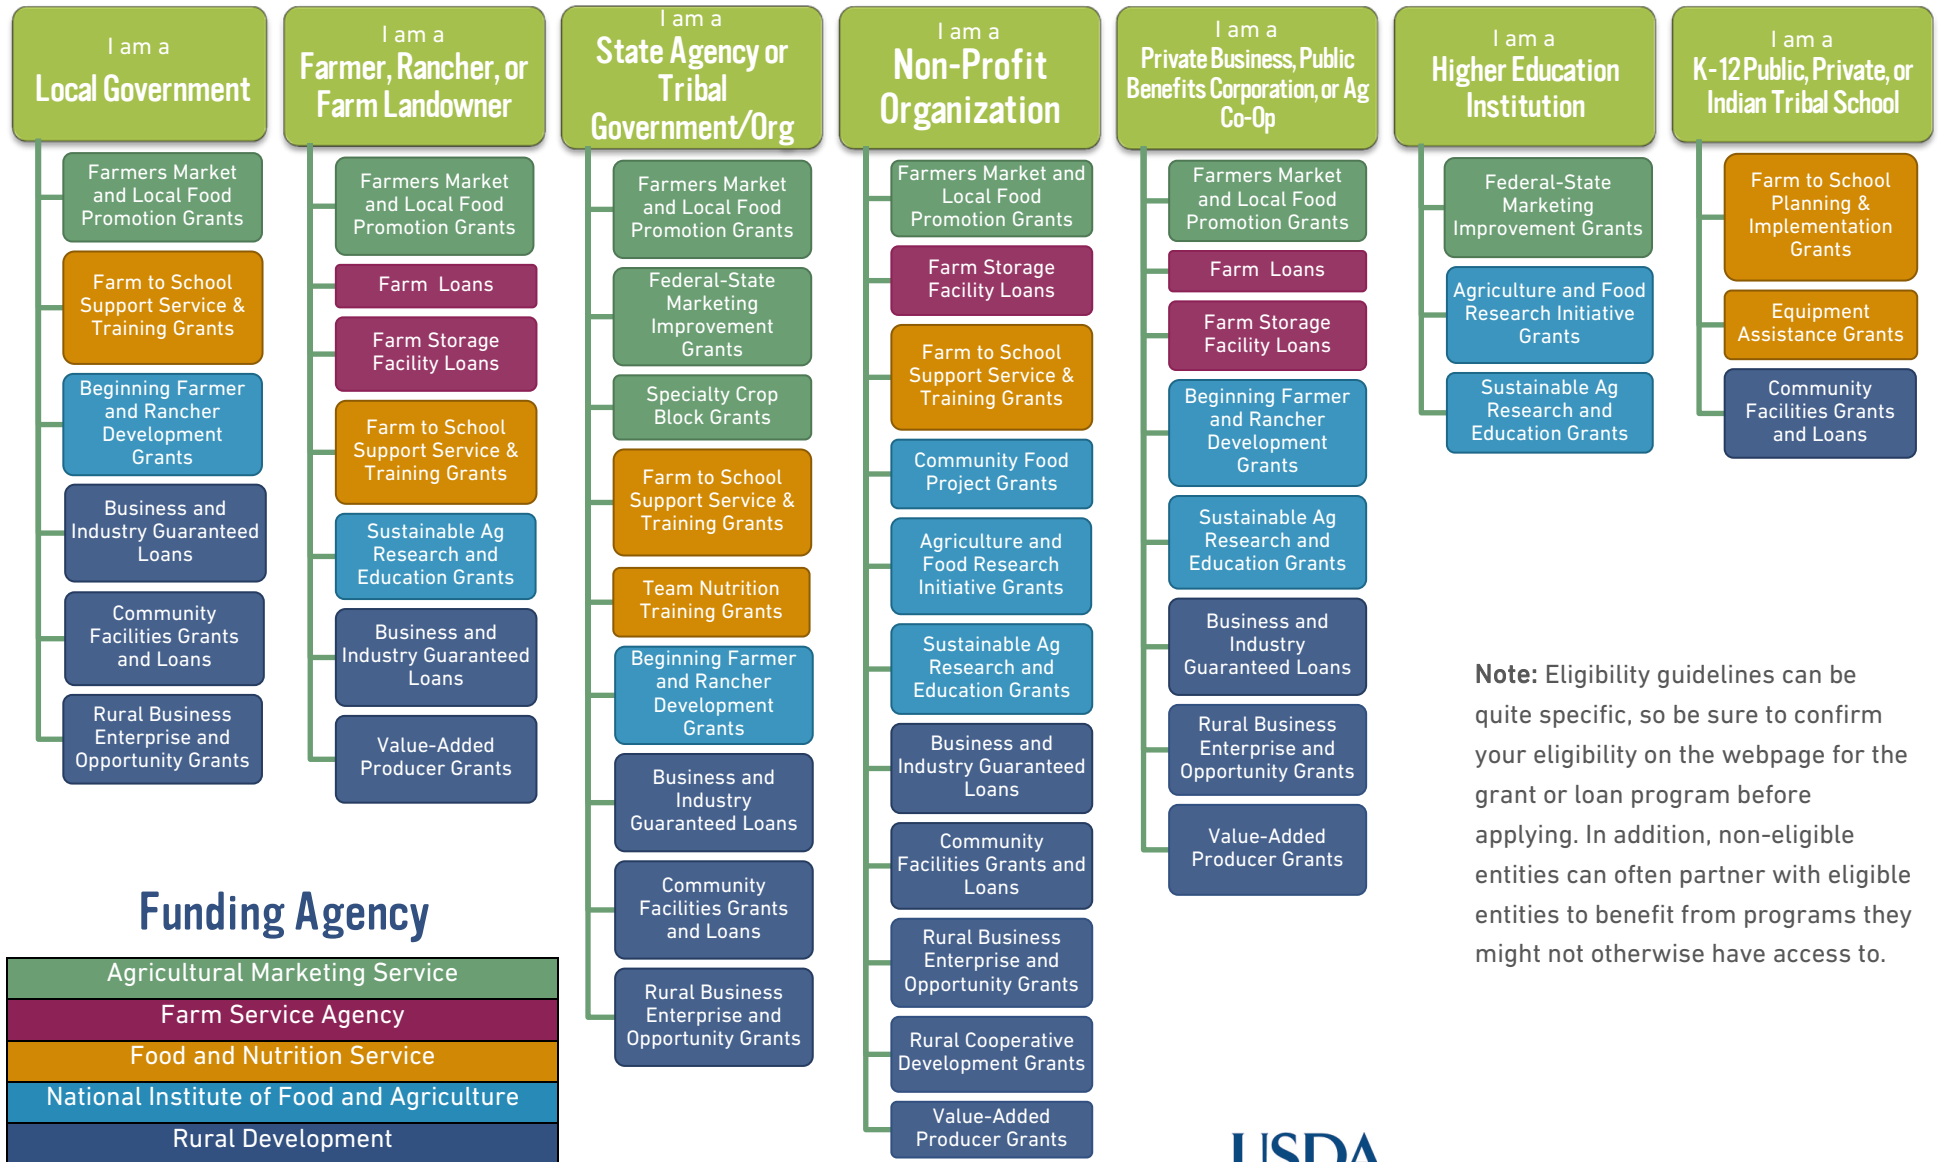 I am a
Local Government
Farmers Market
and Local Food
Promotion Grants
Farm to School
Support Service &
Training Grants
Beginning Farmer
and Rancher
Development
Grants
Business and
Industry Guaranteed
Loans
Community
Facilities Grants
and Loans
Rural Business
Enterprise and
Opportunity Grants
I am a
Farmer, Rancher, or
Farm Landowner
Farmers Market
and Local Food
Promotion Grants
Farm Loans
Farm Storage
Facility Loans
Farm to School
Support Service &
Training Grants
Sustainable Ag
Research and
Education Grants
Business and
Industry Guaranteed
Loans
Value-Added
Producer Grants
I am a
State Agency or
Tribal
Government/Org
Farmers Market
and Local Food
Promotion Grants
Federal-State
Marketing
Improvement
Grants
Specialty Crop
Block Grants
Farm to School
Support Service &
Training Grants
Team Nutrition
Training Grants
Beginning Farmer
and Rancher
Development
Grants
Business and
Industry
Guaranteed Loans
Community
Facilities Grants
and Loans
Rural Business
Enterprise and
Opportunity Grants
I am a
Non-Profit
Organization
Farmers Market and
Local Food
Promotion Grants
Farm Storage
Facility Loans
Farm to School
Support Service &
Training Grants
Community Food
Project Grants
Agriculture and
Food Research
Initiative Grants
Sustainable Ag
Research and
Education Grants
Business and
Industry Guaranteed
Loans
Community
Facilities Grants and
Loans
Rural Business
Enterprise and
Opportunity Grants
Rural Cooperative
Development Grants
Value-Added
Producer Grants
I am a
Private Business, Public
Benefits Corporation, or Ag
Co-Op
Farmers Market
and Local Food
Promotion Grants
Farm Loans
Farm Storage
Facility Loans
Beginning Farmer
and Rancher
Development
Grants
Sustainable Ag
Research and
Education Grants
Business and
Industry
Guaranteed Loans
Rural Business
Enterprise and
Opportunity Grants
Value-Added
Producer Grants
I am a
Higher Education
Institution
Federal-State
Marketing
Improvement Grants
Agriculture and Food
Research Initiative
Grants
Sustainable Ag
Research and
Education Grants
I am a
K-12 Public, Private, or
Indian Tribal School
Farm to School
Planning &
Implementation
Grants
Equipment
Assistance Grants
Community
Facilities Grants
and Loans
Note: Eligibility guidelines can be
quite specific, so be sure to confirm
your eligibility on the webpage for the
grant or loan program before
applying. In addition, non-eligible
entities can often partner with eligible
entities to benefit from programs they
might not otherwise have access to.
Funding Agency
Agricultural Marketing Service
Farm Service Agency
Food and Nutrition Service
National Institute of Food and Agriculture
Rural Development
USDA